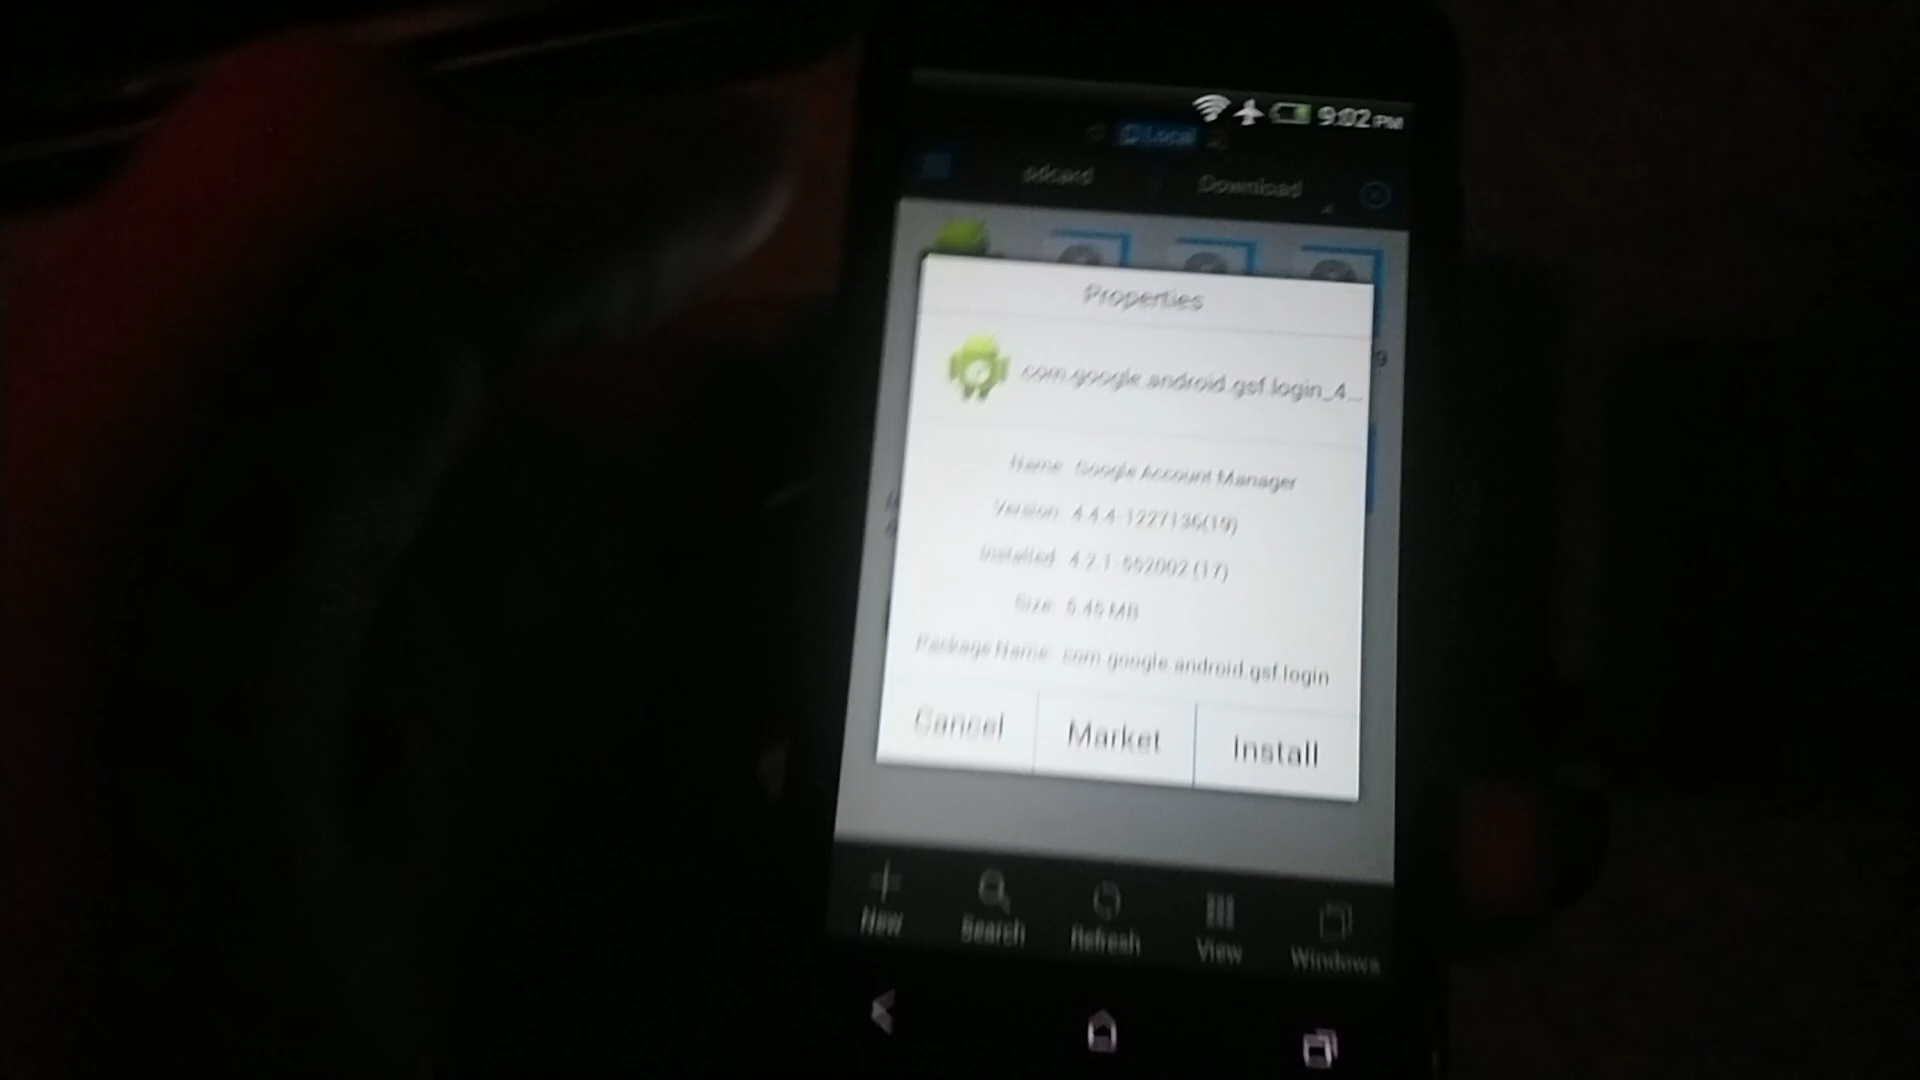 9:02 PM
Local
sdcard
Download
Properties
com.google.android.gsf.login_4...
Name: Google Account Manager
Version: 4.4.4-1227136(19)
Installed: 4.2.1-552002 (17)
Size: 5.45 MB
Package Name: com.google.android.gsf.login
Cancel
Market
Install
New
Search
Refresh
View
Windows